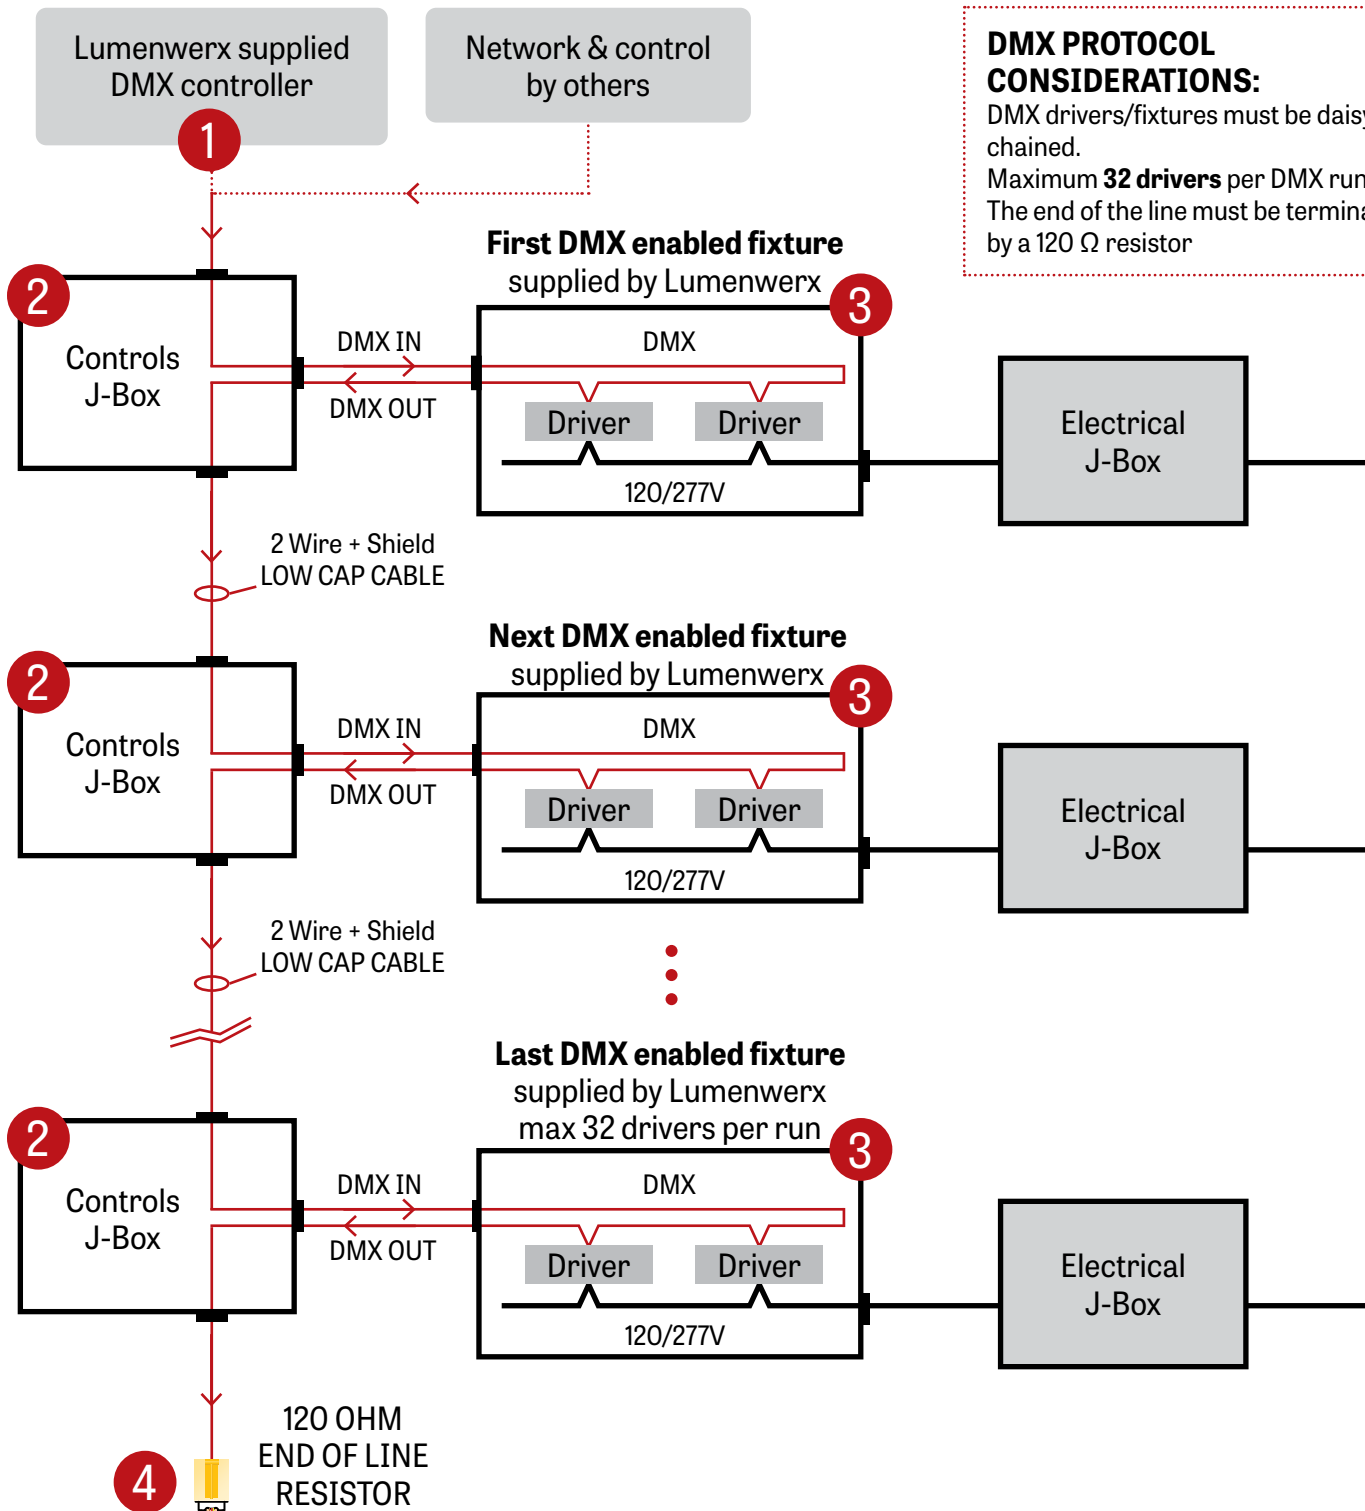 Lumenwerx supplied
DMX controller
1
Network & control
by others
DMX PROTOCOL
CONSIDERATIONS:
DMX drivers/fixtures must be daisy
chained.
Maximum 32 drivers per DMX run
The end of the line must be
by a 120 Ω resistor
First DMX enabled fixture
supplied by Lumenwerx
2
Controls
J-Box
DMX IN
DMX OUT
3
DMX
Driver
Driver
120/277V
Electrical
J-Box
2 Wire + Shield
LOW CAP CABLE
Next DMX enabled fixture
supplied by Lumenwerx
2
Controls
J-Box
DMX IN
DMX OUT
3
DMX
Driver
Driver
120/277V
Electrical
J-Box
2 Wire + Shield
LOW CAP CABLE
Last DMX enabled fixture
supplied by Lumenwerx
max 32 drivers per run
2
Controls
J-Box
DMX IN
DMX OUT
3
DMX
Driver
Driver
120/277V
Electrical
J-Box
4
120 OHM
END OF LINE
RESISTOR